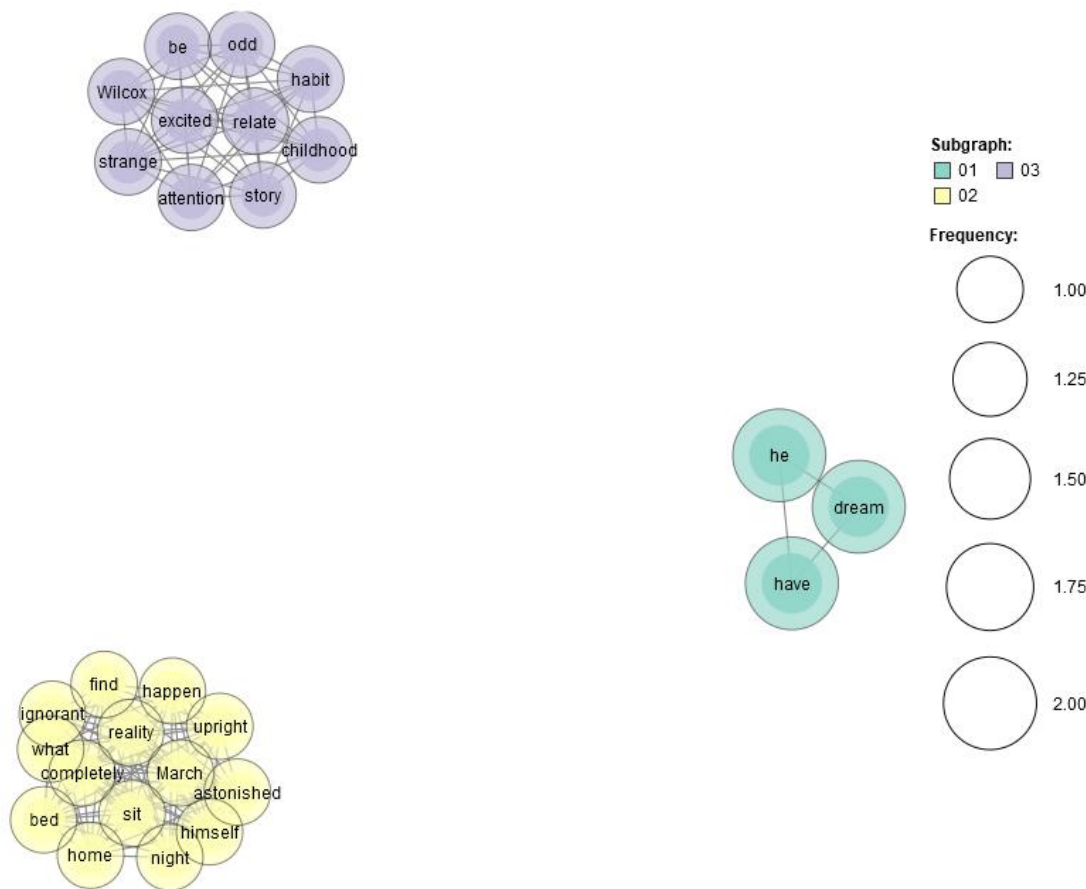 be
odd
habit
Wilcox
excited
relate
childhood
strange
attention
story
Subgraph:
01
03
02
Frequency:
1.00
1.25
1.50
1.75
2.00
he
dream
have
find
happen
ignorant
reality
upright
what
completely
March
astonished
bed
sit
himself
home
night